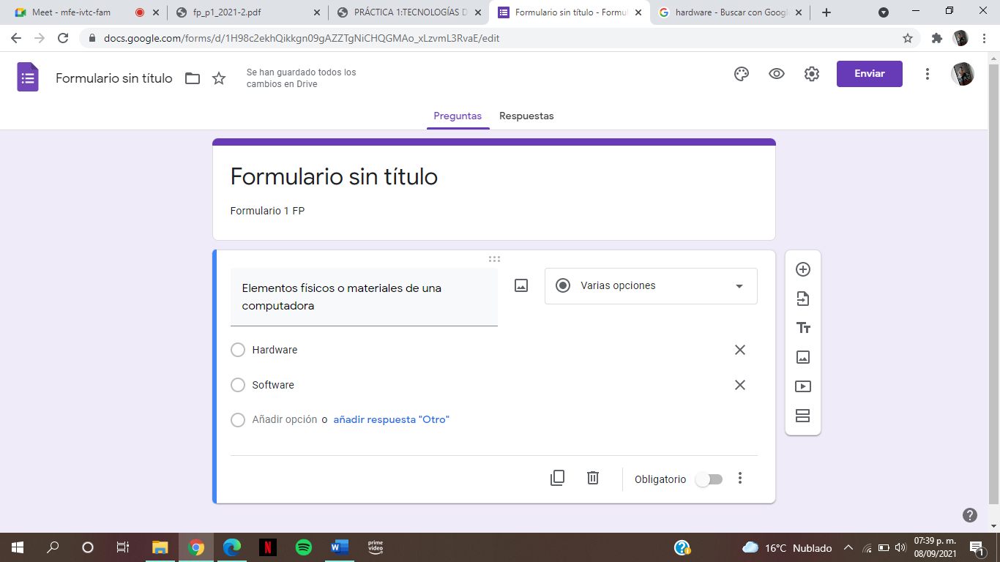 Meet - mfe-ivtc-fam
fp_p1_2021-2.pdf
PRÁCTICA 1:TECNOLOGÍAS D
Formulario sin título - Formul
hardware - Buscar con Googl
docs.google.com/forms/d/1H98c2ekhQikkgn09gAZZTgNiCHQGMAo_xLzvmL3RvaE/edit
Formulario sin título
Se han guardado todos los
cambios en Drive
Enviar
Preguntas
Respuestas
Formulario sin título
Formulario 1 FP
Elementos físicos o materiales de una
computadora
Varias opciones
Hardware
Software
Añadir opción o añadir respuesta "Otro"
Obligatorio
prime
video
16°C Nublado
07:39 p. m.
08/09/2021
1